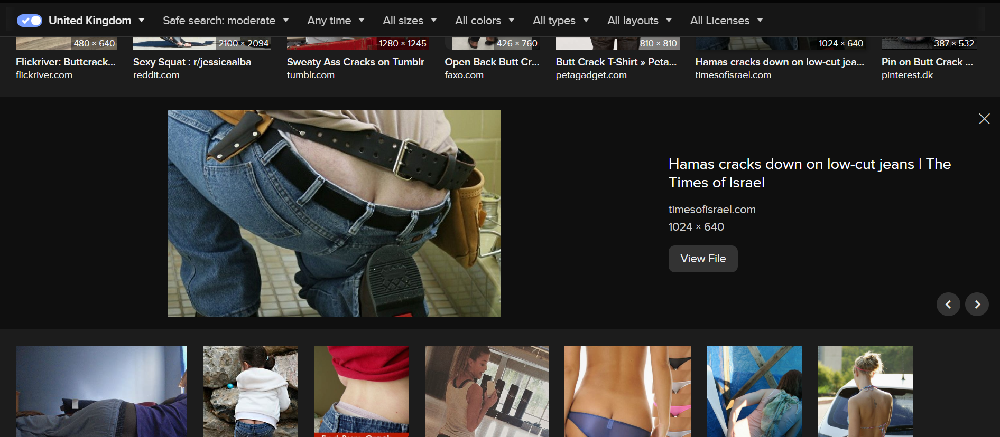 United Kingdom
Safe search: moderate
Any time
All sizes
All colors
All types
All layouts
All Licenses
480 × 640
2100 × 2094
1280 × 1245
426 × 760
810 × 810
1024 × 640
387 × 532
Flickriver: Buttcrack...
flickriver.com
Sexy Squat : r/jessicaalba
reddit.com
Sweaty Ass Cracks on Tumblr
tumblr.com
Open Back Butt Cr...
faxo.com
Butt Crack T-Shirt » Peta...
petagadget.com
Hamas cracks down on low-cut jea...
timesofisrael.com
Pin on Butt Crack ...
pinterest.dk
Hamas cracks down on low-cut jeans | The
Times of Israel
timesofisrael.com
1024 × 640
View File